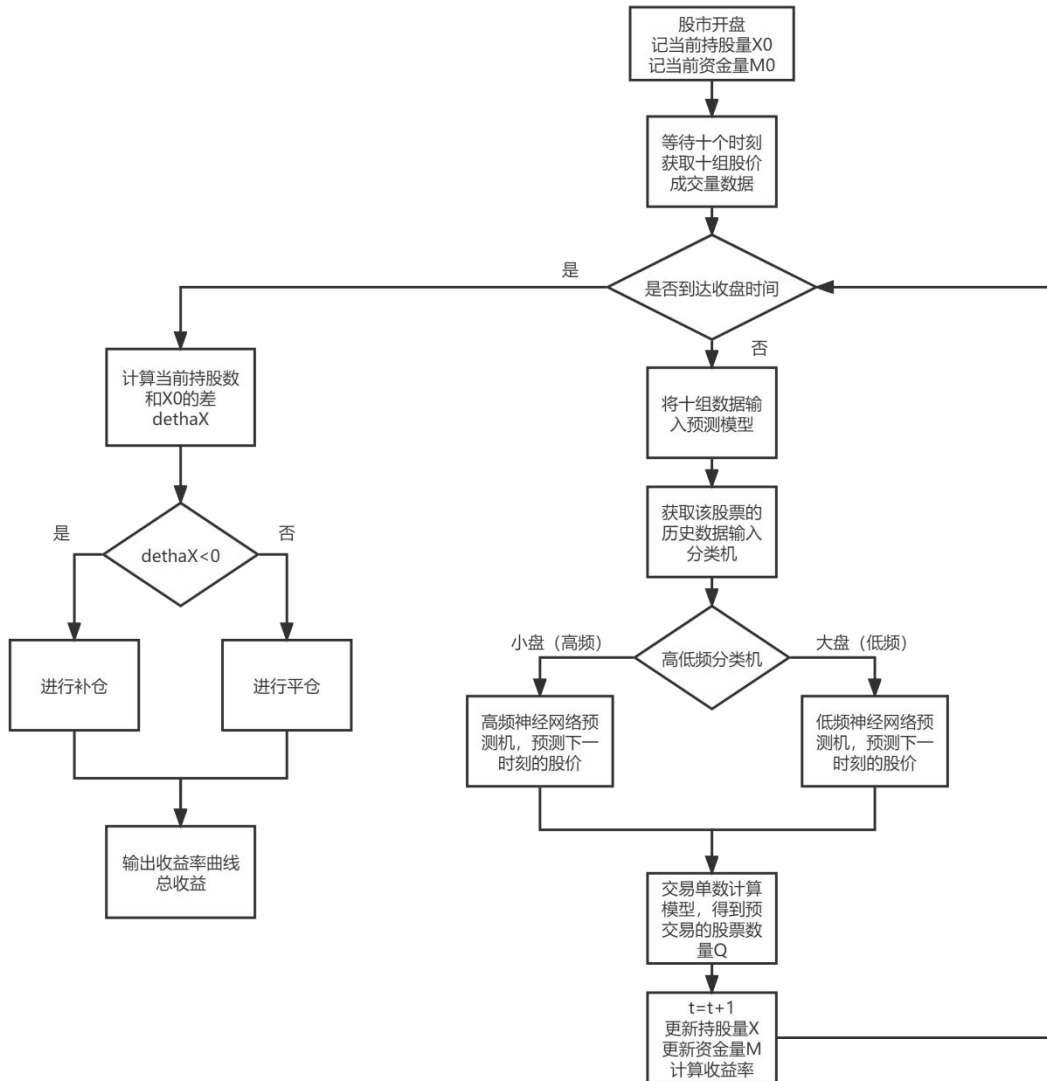 股市开盘
记当前持股量X0
记当前资金量M0
等待十个时刻
获取十组股价
成交量数据
是
是否到达收盘时间
否
计算当前持股数
和X0的差
dethaX
将十组数据输
入预测模型
获取该股票的
历史数据输入
分类机
是
否
dethaX<0
小盘（高频）
大盘（低频）
高低频分类机
进行补仓
进行平仓
高频神经网络预
测机，预测下一
时刻的股价
低频神经网络预
测机，预测下一
时刻的股价
输出收益率曲线
总收益
交易单数计算
模型，得到预
交易的股票数
量Q
t=t+1
更新持股量X
更新资金量M
计算收益率